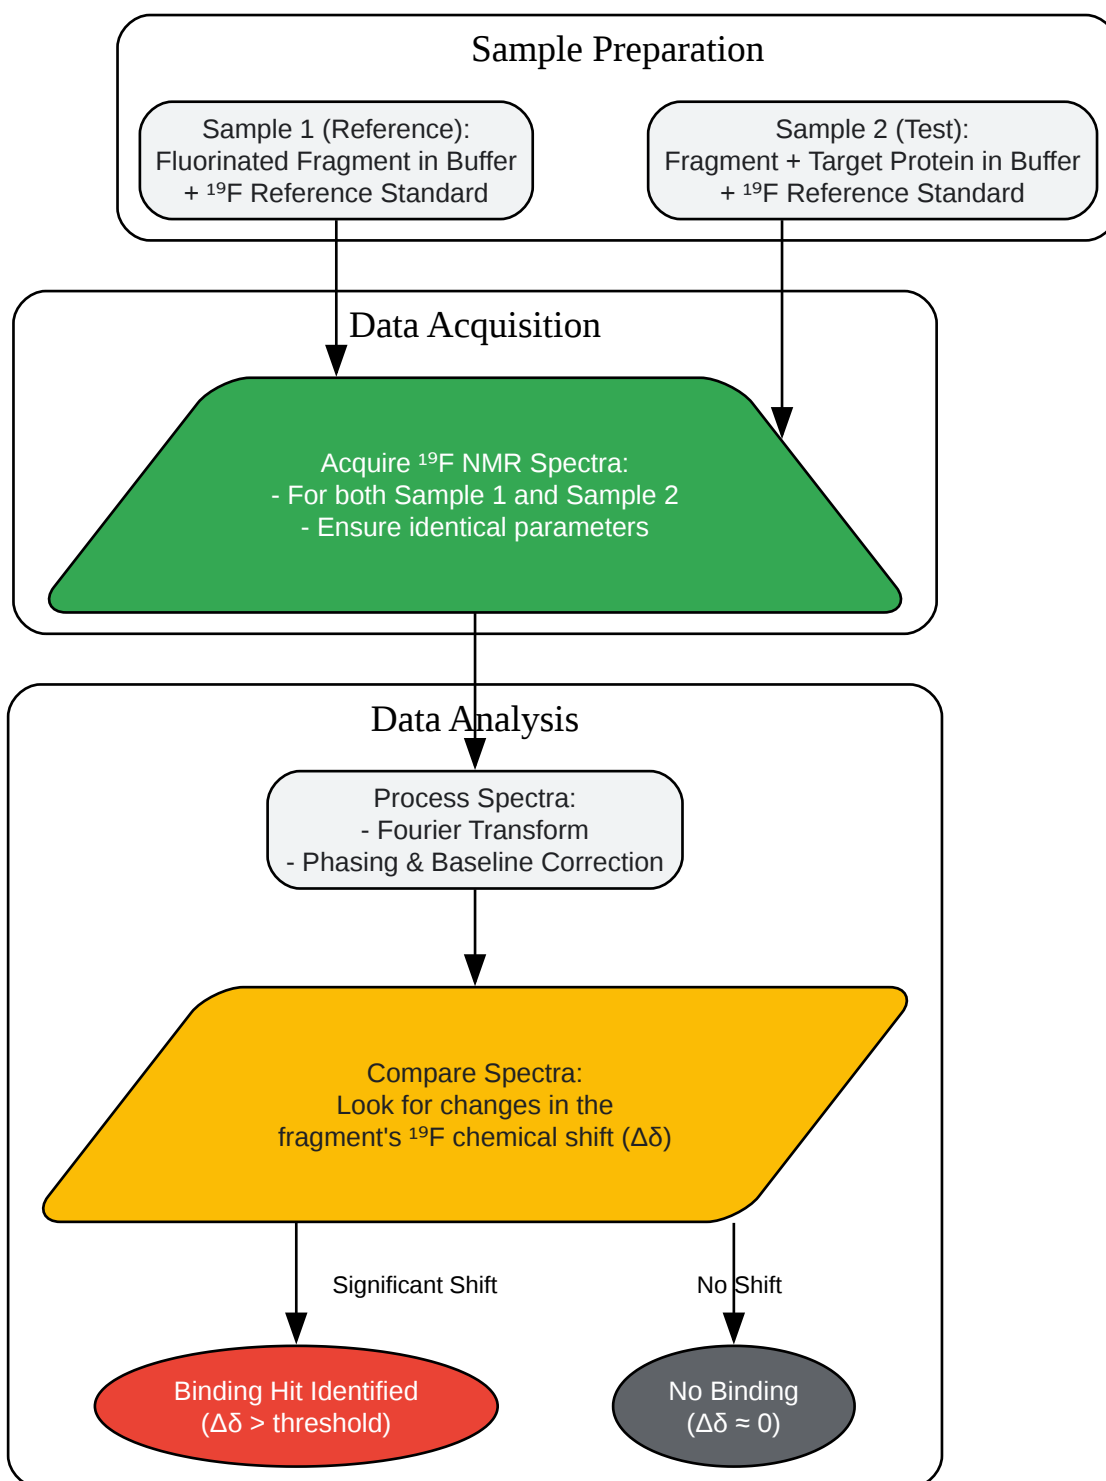 Sample Preparation
Sample 1 (Reference):
Fluorinated Fragment in Buffer
+ ¹⁹F Reference Standard
Sample 2 (Test):
Fragment + Target Protein in Buffer
+ ¹⁹F Reference Standard
Data Acquisition
Acquire ¹⁹F NMR Spectra:
- For both Sample 1 and Sample 2
- Ensure identical parameters
Data Analysis
Process Spectra:
- Fourier Transform
- Phasing & Baseline Correction
Compare Spectra:
Look for changes in the
fragment's ¹⁹F chemical shift (Δδ)
Significant Shift
No Shift
Binding Hit Identified
(Δδ > threshold)
No Binding
(Δδ ≈ 0)